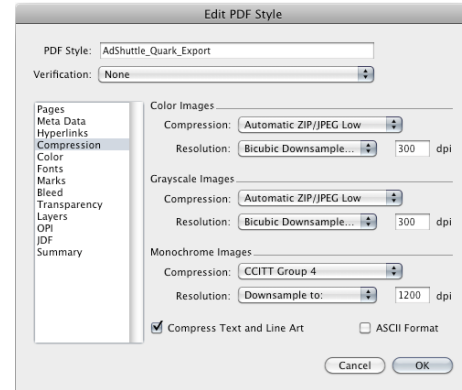 Edit PDF Style
PDF Style: AdShuttle_Quark_Export
Verification: None
Pages
Meta Data
Hyperlinks
Compression
Color
Fonts
Marks
Bleed
Transparency
Layers
OPI
JDF
Summary
Color Images
Compression: Automatic ZIP/JPEG Low
Resolution: Bicubic Downsample... 300 dpi
Grayscale Images
Compression: Automatic ZIP/JPEG Low
Resolution: Bicubic Downsample... 300 dpi
Monochrome Images
Compression: CCITT Group 4
Resolution: Downsample to: 1200 dpi
Compress Text and Line Art ASCII Format
Cancel OK